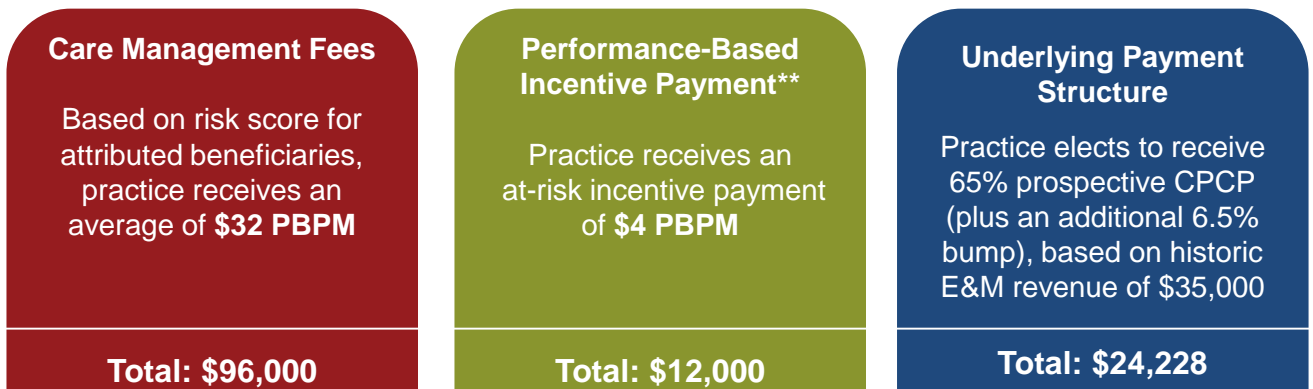 Care Management Fees
Based on risk score for
attributed beneficiaries,
practice receives an
average of $32 PBPM
Total: $96,000
Performance-Based
Incentive Payment**
Practice receives an
at-risk incentive payment
of $4 PBPM
Total: $12,000
Underlying Payment
Structure
Practice elects to receive
65% prospective CPCP
(plus an additional 6.5%
bump), based on historic
E&M revenue of $35,000
Total: $24,228